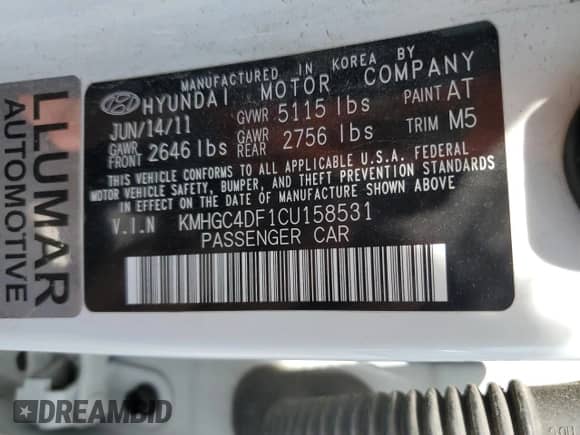 LLUMAR
AUTOMOTIVE
MANUFACTURED IN KOREA BY
HYUNDAI MOTOR COMPANY
JUN/14/11 GVWR 5115 lbs PAINT AT
GAWR FRONT 2646 lbs GAWR REAR 2756 lbs TRIM M5
THIS VEHICLE CONFORMS TO ALL APPLICABLE U.S.A. FEDERAL
MOTOR VEHICLE SAFETY, BUMPER, AND THEFT PREVENTION
STANDARDS IN EFFECT ON THE DATE OF MANUFACTURE SHOWN ABOVE
V.I.N KMHGC4DF1CU158531
PASSENGER CAR
DREAMBID